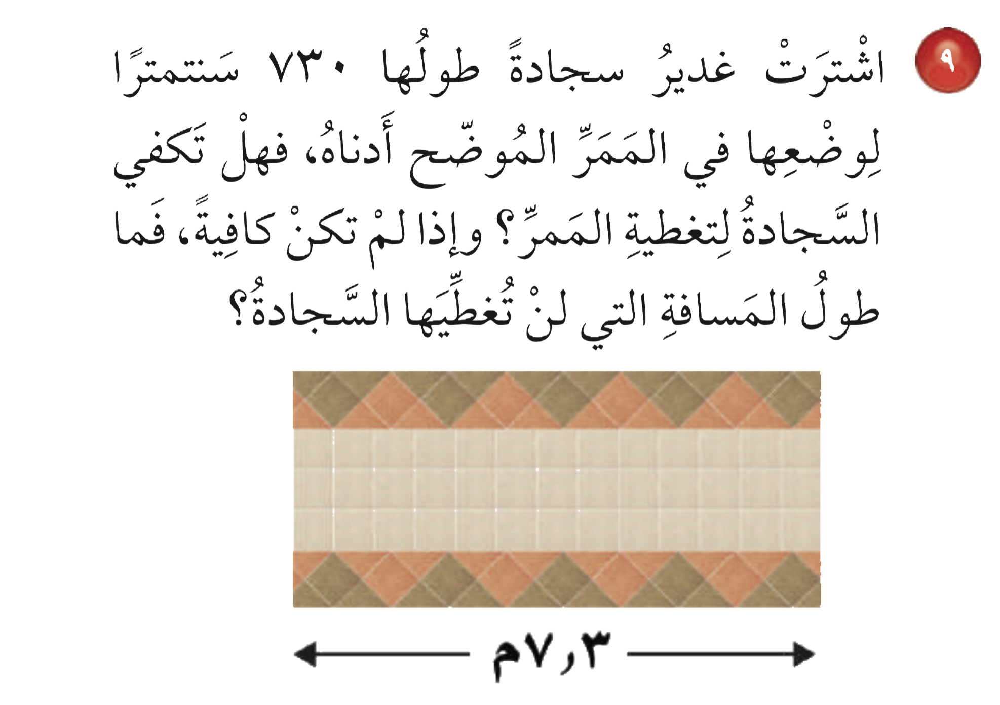 ٩
اشْترَتْ غديرُ سجادةً طولُها ٧٣٠ سَنتمترًا
لِوضْعِها في المَمَرِّ المُوضّح أَدناهُ، فهلْ تَكفي
السَّجادةُ لِتغطيةِ المَمرِّ؟ وإذا لمْ تكنْ كافِيةً، فَما
طولُ المَسافةِ التي لنْ تُغطِّيَها السَّجادةُ؟
٧٫٣م